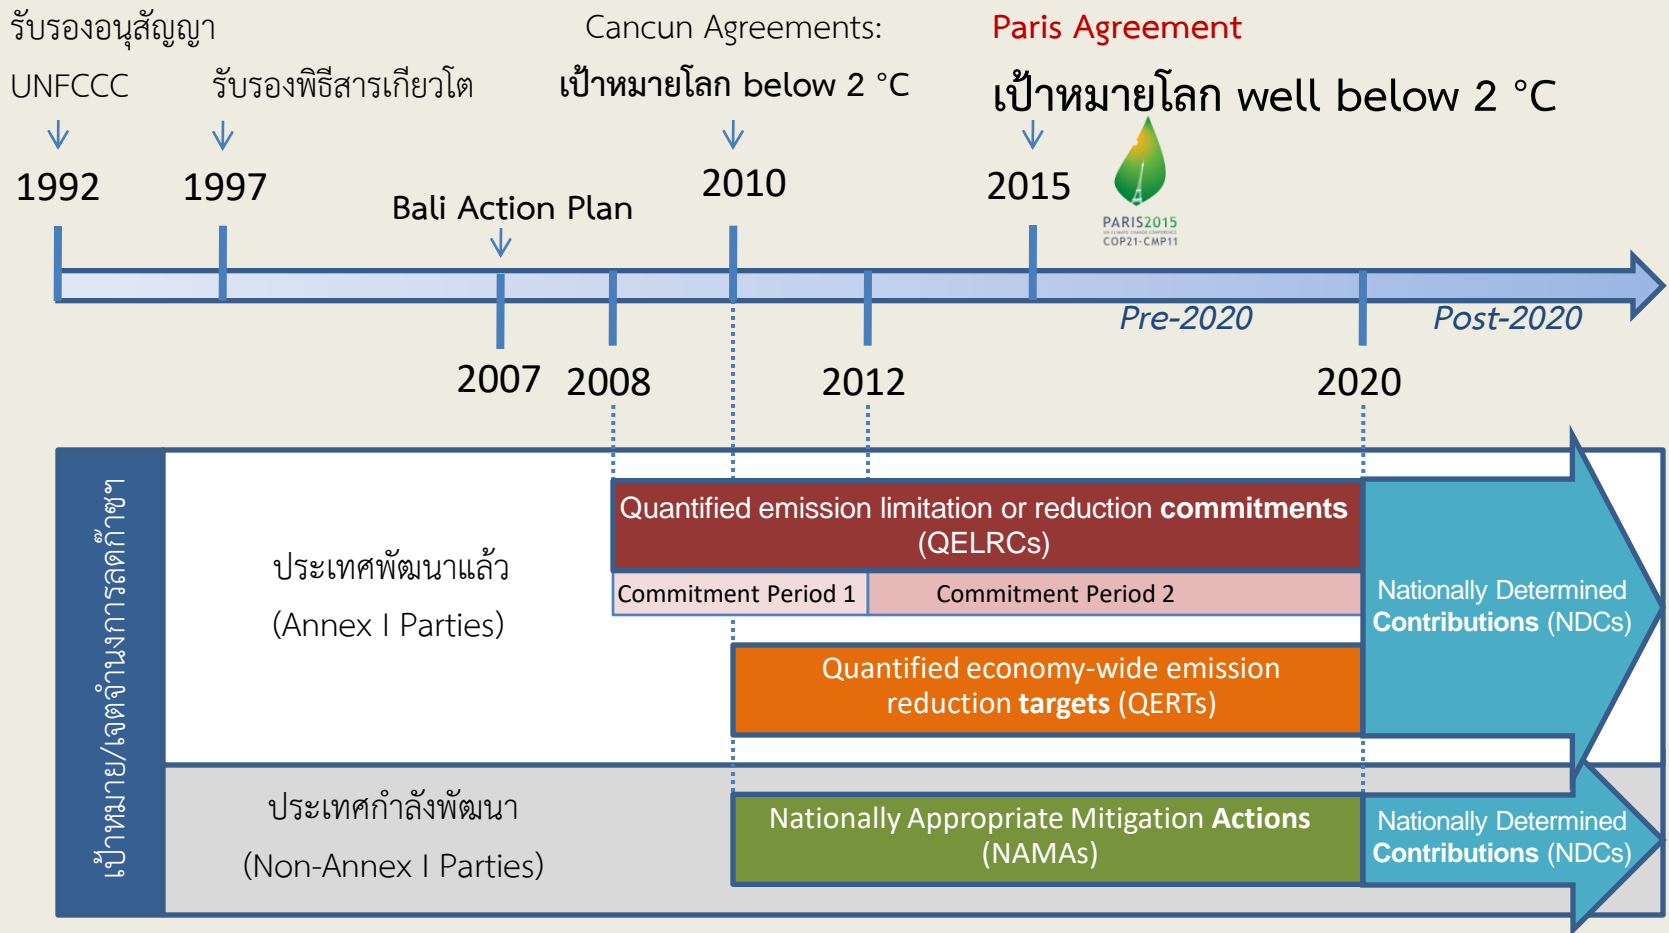 รับรองอนุสัญญา
UNFCCC
รับรองพิธีสารเกียวโต
Cancun Agreements:
เป้าหมายโลก below 2 °C
Paris Agreement
เป้าหมายโลก well below 2 °C
1992
1997
Bali Action Plan
2010
2015
PARIS2015
UN CLIMATE CHANGE CONFERENCE
COP21·CMP11
Pre-2020
Post-2020
2007
2008
2012
2020
เป้าหมาย/เจตจำนงการลดก๊าซฯ
ประเทศพัฒนาแล้ว
(Annex I Parties)
Quantified emission limitation or reduction commitments
(QELRCs)
Commitment Period 1
Commitment Period 2
Quantified economy-wide emission
reduction targets (QERTs)
Nationally Determined
Contributions (NDCs)
ประเทศกำลังพัฒนา
(Non-Annex I Parties)
Nationally Appropriate Mitigation Actions
(NAMAs)
Nationally Determined
Contributions (NDCs)